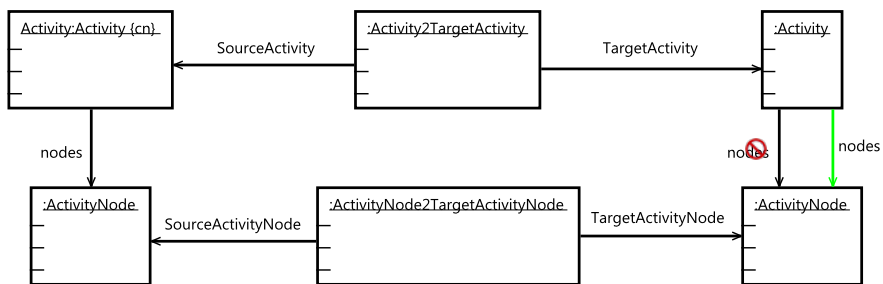 Activity:Activity {cn}
:Activity2TargetActivity
:Activity
SourceActivity
TargetActivity
nodes
nodes
nodes
:ActivityNode
:ActivityNode2TargetActivityNode
:ActivityNode
SourceActivityNode
TargetActivityNode